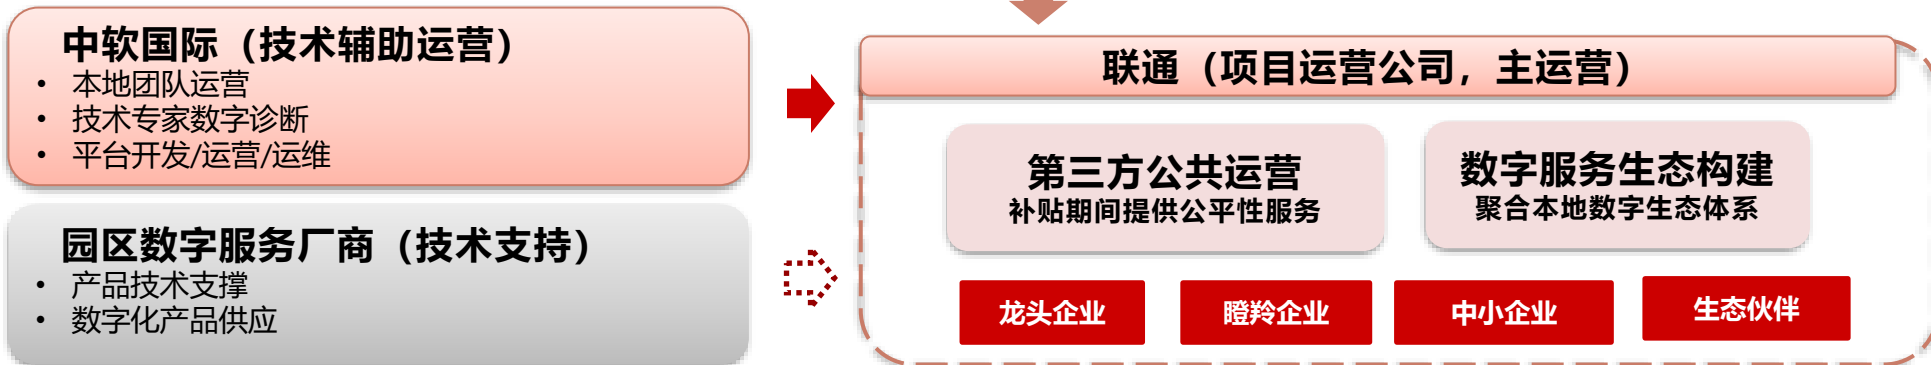 中软国际（技术辅助运营）
• 本地团队运营
• 技术专家数字诊断
• 平台开发/运营/运维
园区数字服务厂商（技术支持）
• 产品技术支撑
• 数字化产品供应
联通（项目运营公司，主运营）
第三方公共运营
补贴期间提供公平性服务
数字服务生态构建
聚合本地数字生态体系
龙头企业
瞪羚企业
中小企业
生态伙伴